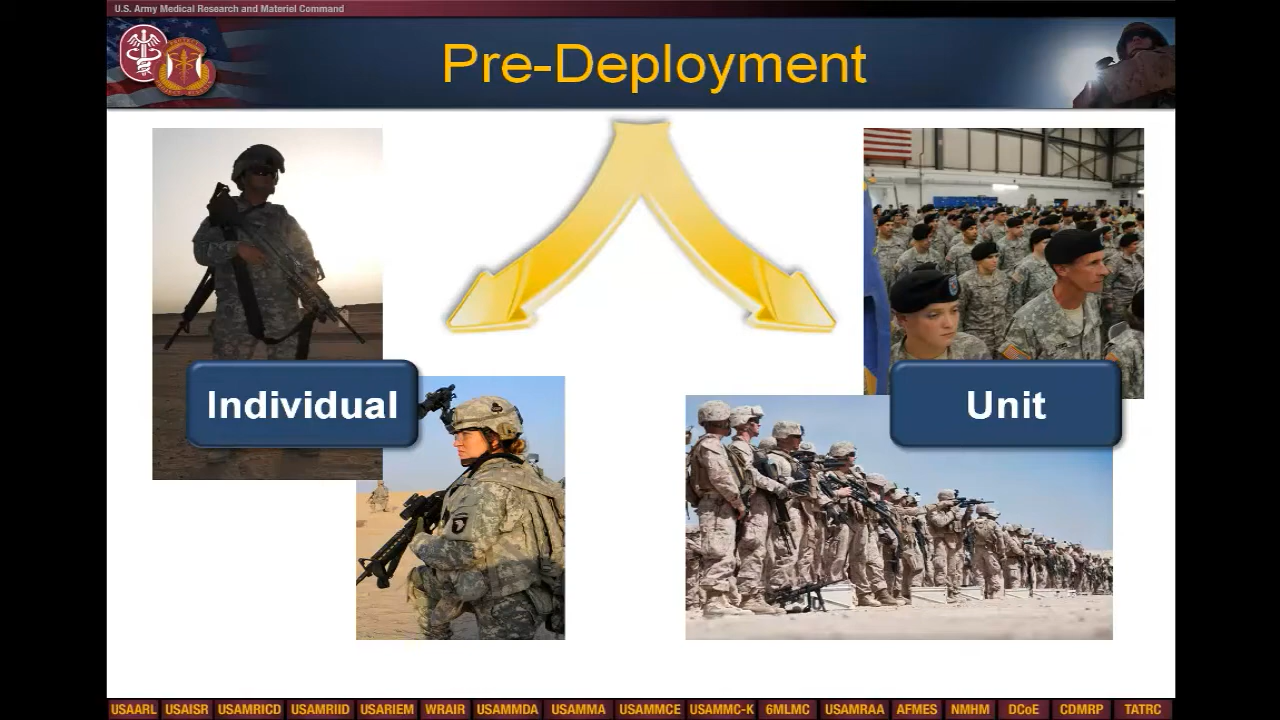 U.S. Army Medical Research and Materiel Command
Pre-Deployment
Individual
Unit
USAARL USAISR USAMRICD USAMRIID USARIEM WRAIR USAMMDA USAMMA USAMMCE USAMMC-K 6MLMC USAMRAA AFMES NMHM DCoE CDMRP TATRC